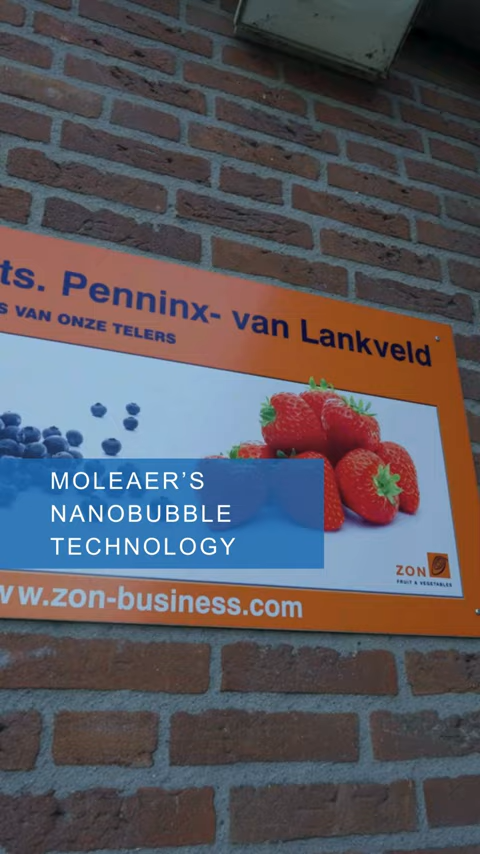 ts. Penninx- van Lankveld
S VAN ONZE TELERS
MOLEAER’S
NANOBUBBLE
TECHNOLOGY
ZON
FRUIT & VEGETABLES
ww.zon-business.com